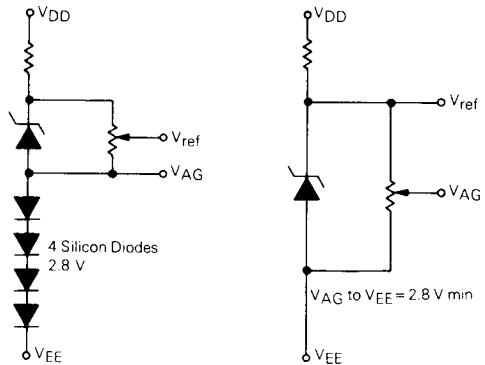 VDD
Vref
VAG
4 Silicon Diodes
2.8 V
VEE
VDD
Vref
VAG
VAG to VEE = 2.8 V min
VEE